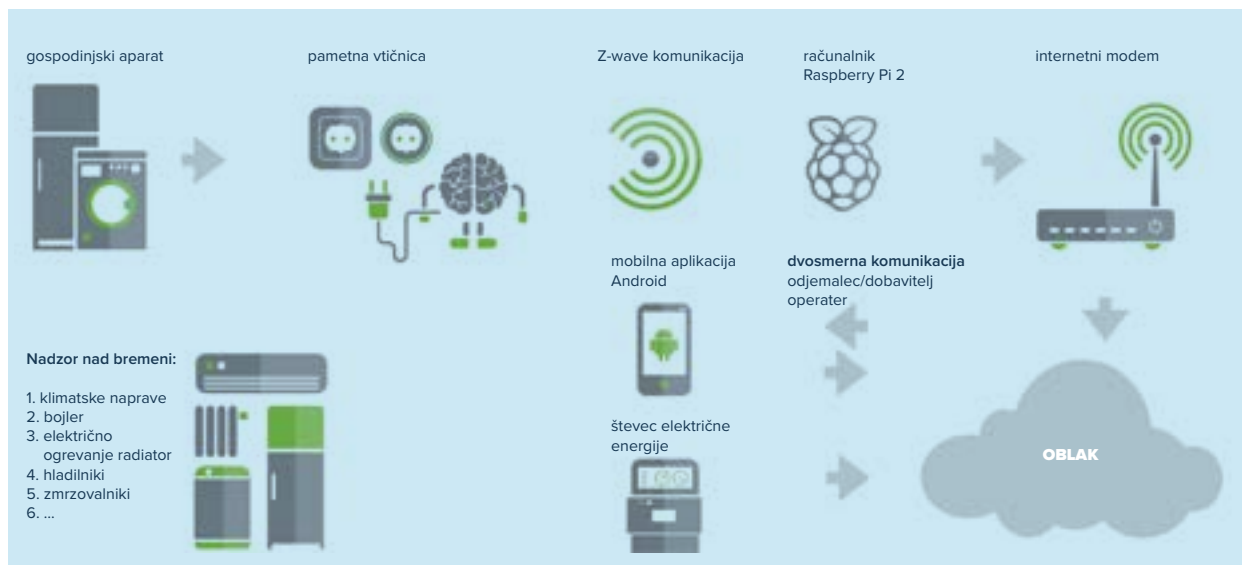 gospodinjski aparat
pametna vtičnica
Z-wave komunikacija
računalnik
Raspberry Pi 2
internetni modem
mobilna aplikacija
Android
dvosmerna komunikacija
odjemalec/dobavitelj
operater
Nadzor nad bremeni:
1. klimatske naprave
2. bojler
3. električno
ogrevanje radiator
4. hladilniki
5. zmrzovalniki
6. ...
števec električne
energije
OBLAK